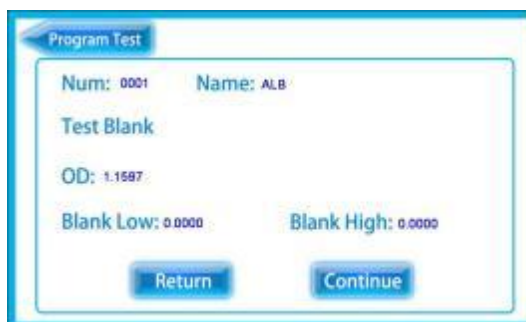 Program Test
Num: 0001 Name: ALB
Test Blank
OD: 1.1597
Blank Low: 0.0000 Blank High: 0.0000
Return Continue